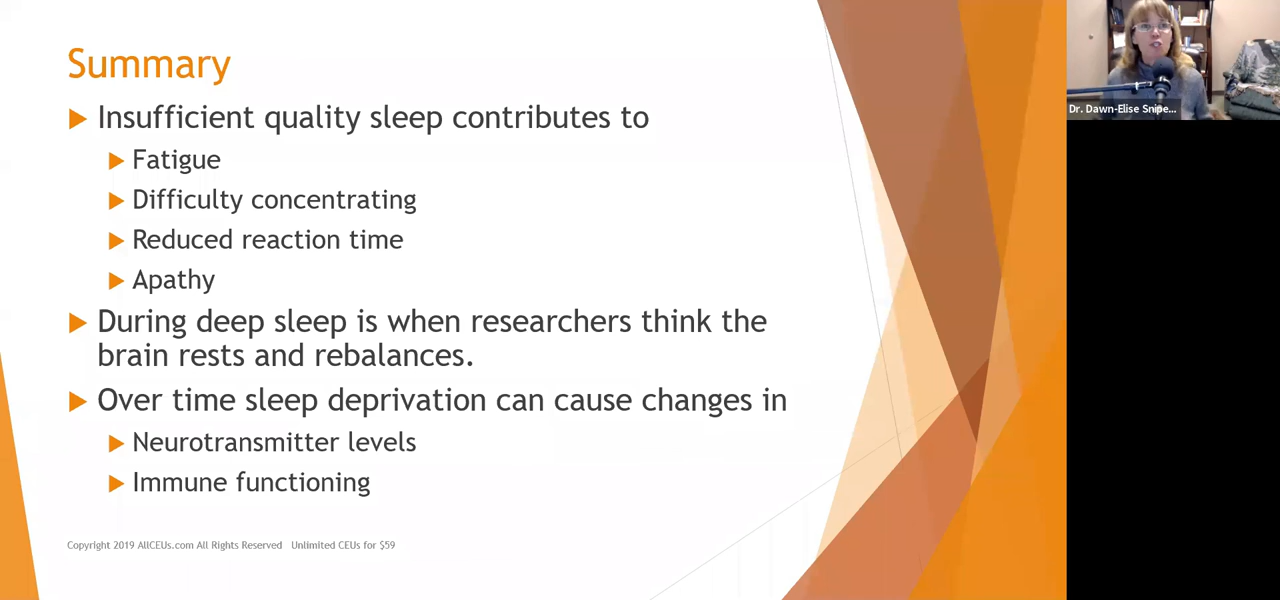 Summary
Insufficient quality sleep contributes to
Fatigue
Difficulty concentrating
Reduced reaction time
Apathy
During deep sleep is when researchers think the
brain rests and rebalances.
Over time sleep deprivation can cause changes in
Neurotransmitter levels
Immune functioning
Copyright 2019 AllCEUs.com All Rights Reserved Unlimited CEUs for $59
Dr. Dawn-Elise Snipe...